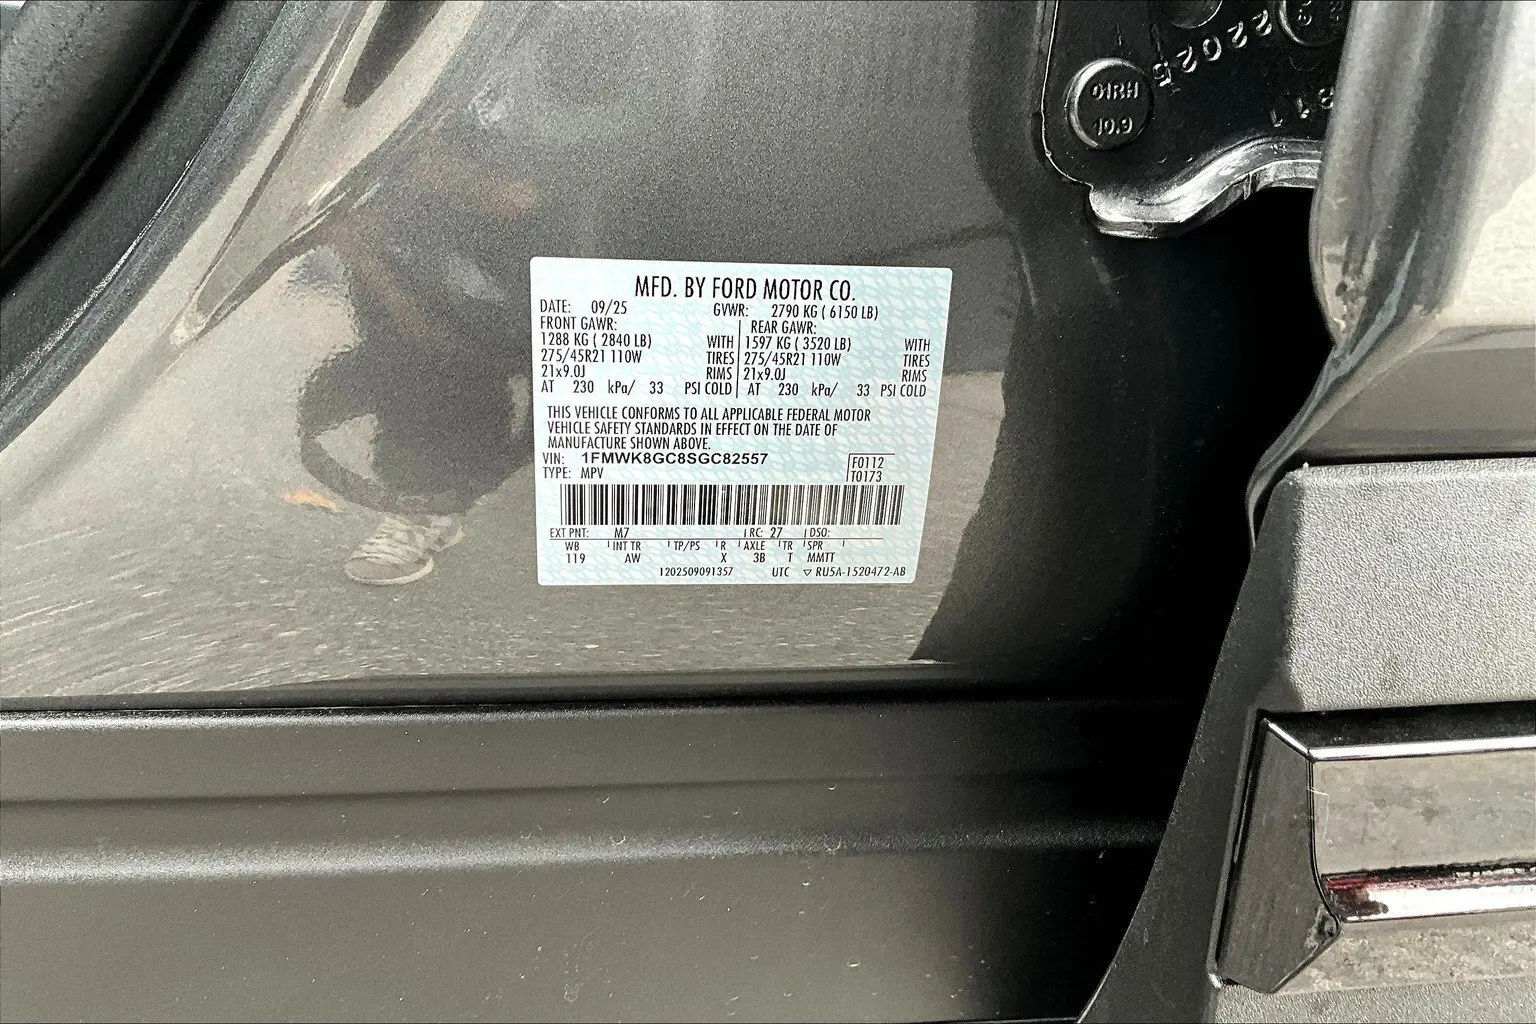 22025
01RH
10.9
311
MFD. BY FORD MOTOR CO.
DATE: 09/25 GVWR: 2790 KG ( 6150 LB)
FRONT GAWR: REAR GAWR:
1288 KG ( 2840 LB) WITH 1597 KG ( 3520 LB) WITH
275/45R21 110W TIRES 275/45R21 110W TIRES
21x9.0J RIMS 21x9.0J RIMS
AT 230 kPa/ 33 PSI COLD AT 230 kPa/ 33 PSI COLD
THIS VEHICLE CONFORMS TO ALL APPLICABLE FEDERAL MOTOR
VEHICLE SAFETY STANDARDS IN EFFECT ON THE DATE OF
MANUFACTURE SHOWN ABOVE.
VIN: 1FMWK8GC8SGC82557 F0112
TYPE: MPV T0173
EXT PNT: M7 RC: 27 DSO:
WB INT TR TP/PS R AXLE TR SPR
119 AW X 3B T MMTT
1202509091357 UTC ▽ RU5A-1520472-AB